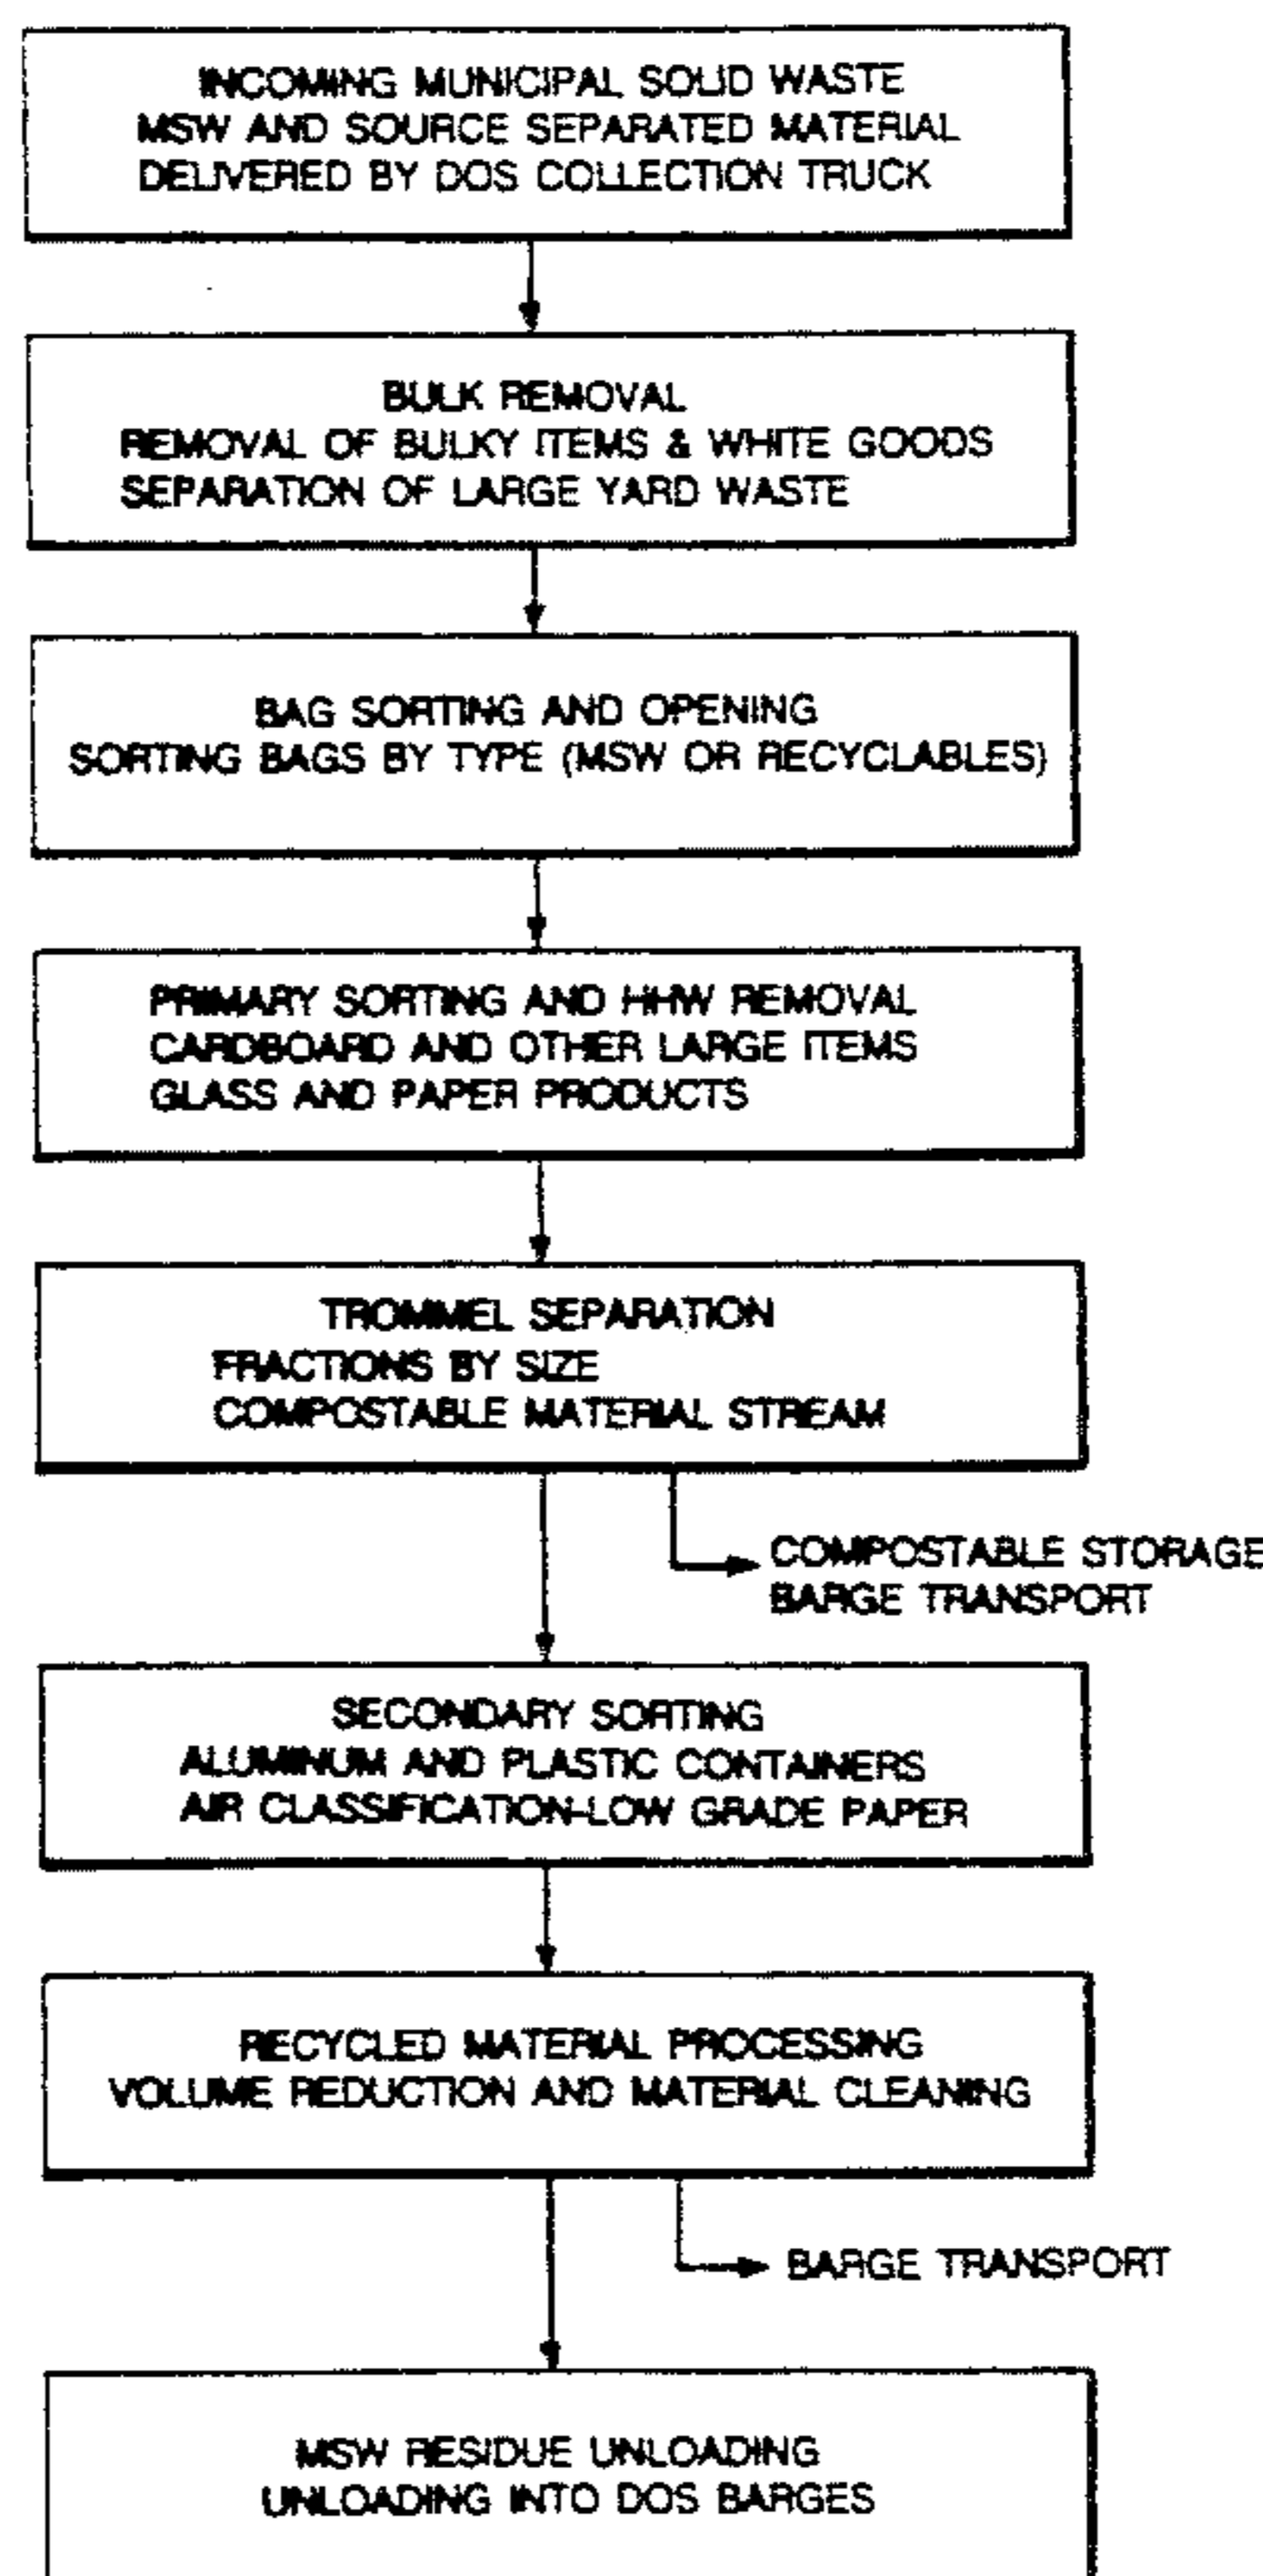 INCOMING MUNICIPAL SOLID WASTE
MSW AND SOURCE SEPARATED MATERIAL
DELIVERED BY DOS COLLECTION TRUCK
BULK REMOVAL
REMOVAL OF BULKY ITEMS & WHITE GOODS
SEPARATION OF LARGE YARD WASTE
BAG SORTING AND OPENING
SORTING BAGS BY TYPE (MSW OR RECYCLABLES)
PRIMARY SORTING AND HHW REMOVAL
CARDBOARD AND OTHER LARGE ITEMS
GLASS AND PAPER PRODUCTS
TROMMEL SEPARATION
FRACTIONS BY SIZE
COMPOSTABLE MATERIAL STREAM
COMPOSTABLE STORAGE
BARGE TRANSPORT
SECONDARY SORTING
ALUMINUM AND PLASTIC CONTAINERS
AIR CLASSIFICATION-LOW GRADE PAPER
RECYCLED MATERIAL PROCESSING
VOLUME REDUCTION AND MATERIAL CLEANING
BARGE TRANSPORT
MSW RESIDUE UNLOADING
UNLOADING INTO DOS BARGES